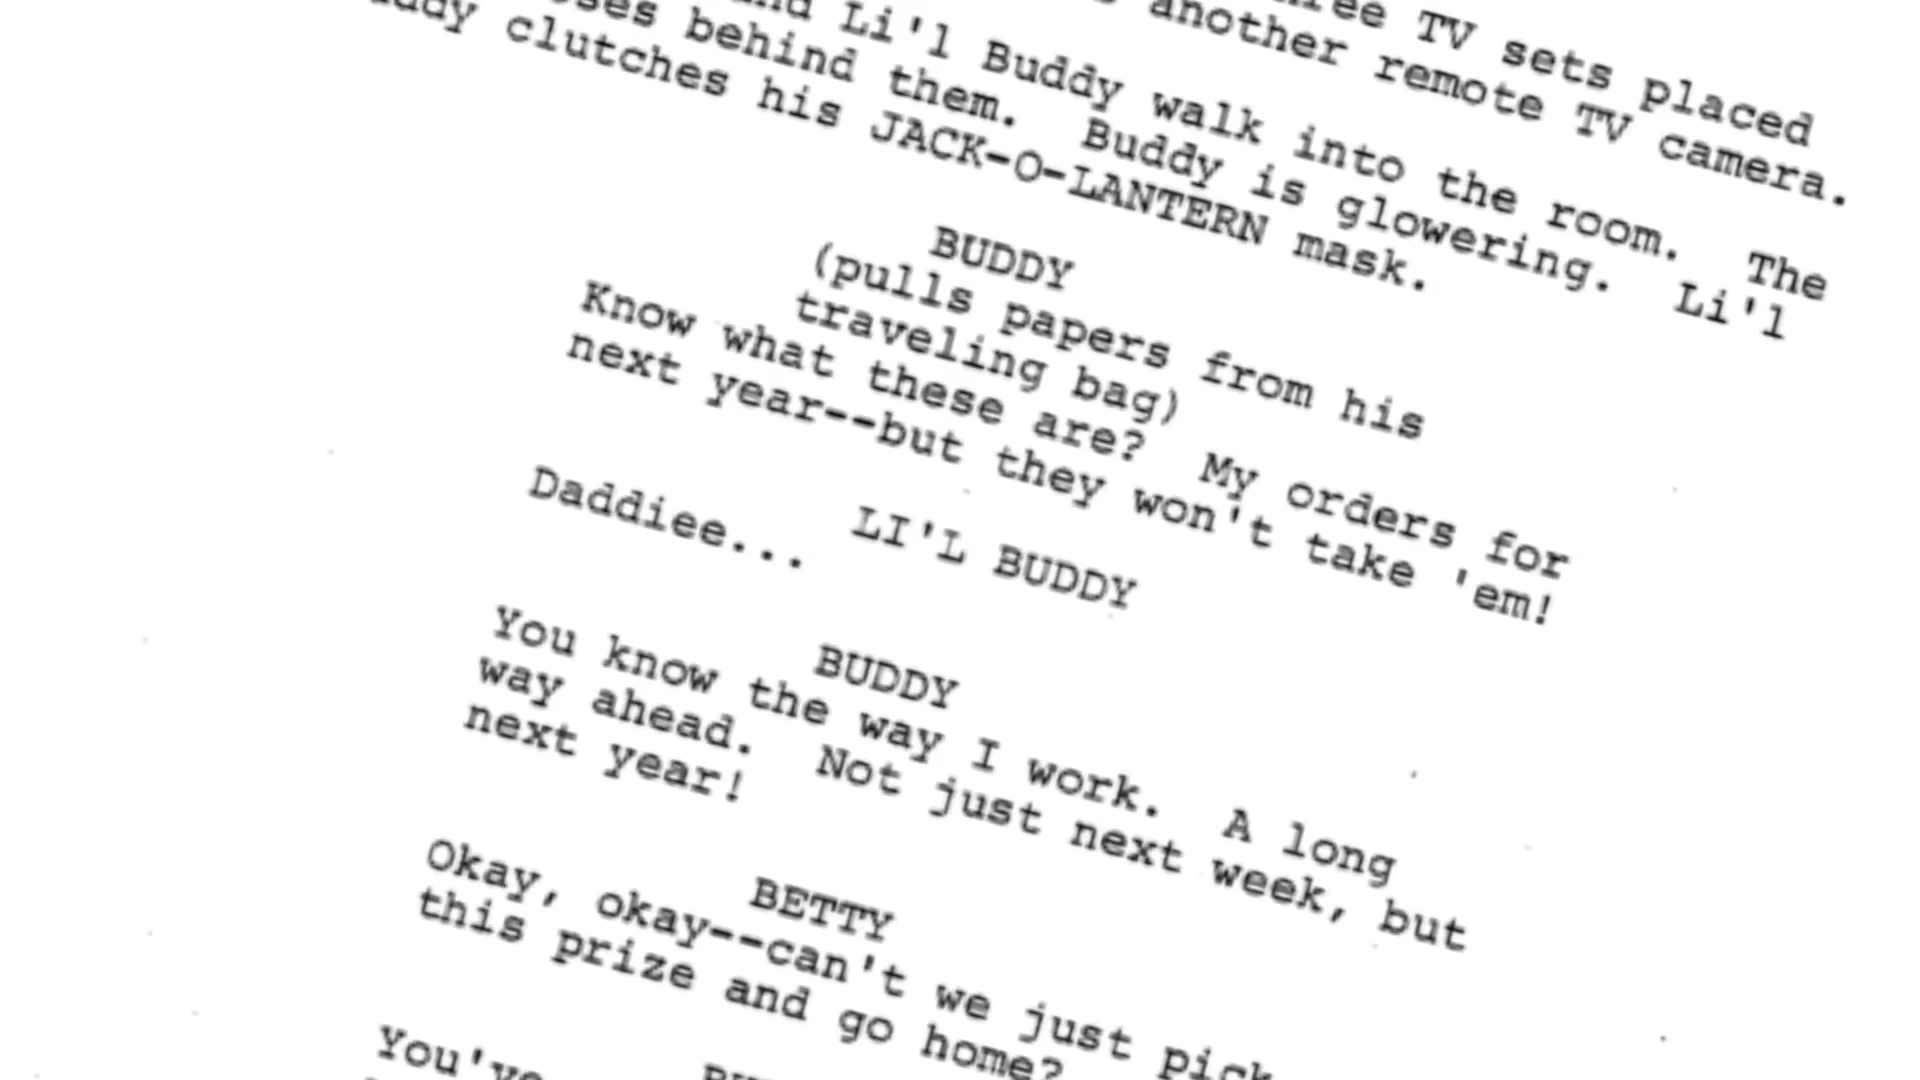 TV sets placed
another remote TV camera.
Li'l Buddy walk into the room.  The
behind them.  Buddy is glowering.  Li'l
clutches his JACK-O-LANTERN mask.
BUDDY
(pulls papers from his
traveling bag)
Know what these are?  My orders for
next year--but they won't take 'em!
LI'L BUDDY
Daddiee...
BUDDY
You know the way I work.  A long
way ahead.  Not just next week, but
next year!
BETTY
Okay, okay--can't we just pick
this prize and go home?
You've